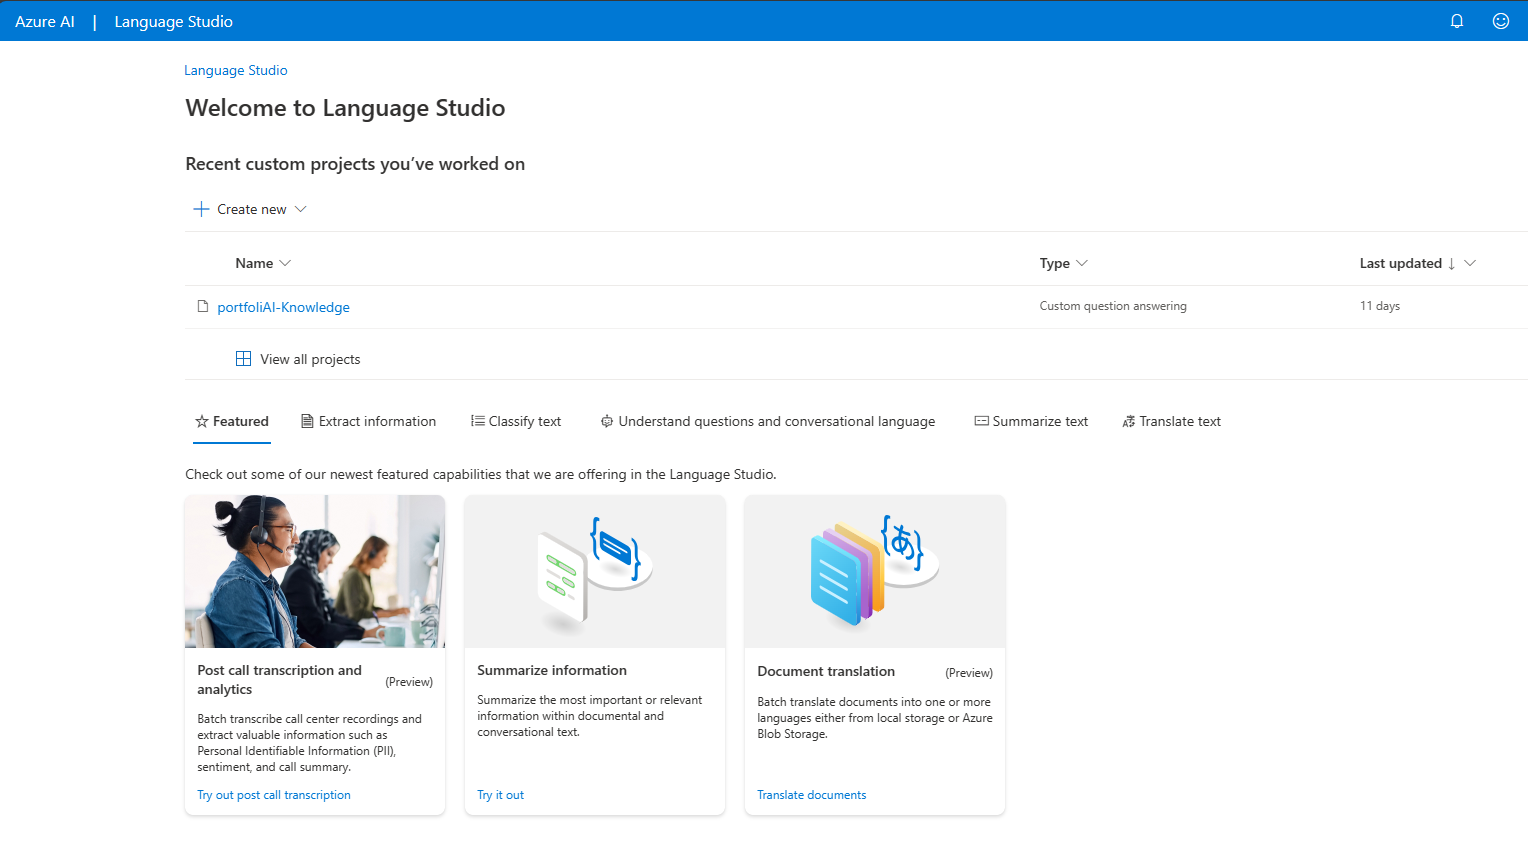 Azure AI | Language Studio
Language Studio
Welcome to Language Studio
Recent custom projects you’ve worked on
Create new
Name Type Last updated ↓
portfoliAI-Knowledge Custom question answering 11 days
View all projects
Featured Extract information Classify text Understand questions and conversational language Summarize text Translate text
Check out some of our newest featured capabilities that we are offering in the Language Studio.
Post call transcription and
analytics
(Preview)
Batch transcribe call center recordings and
extract valuable information such as
Personal Identifiable Information (PII),
sentiment, and call summary.
Try out post call transcription
{ }
Summarize information
Summarize the most important or relevant
information within documental and
conversational text.
Try it out
{あ}
Document translation (Preview)
Batch translate documents into one or more
languages either from local storage or Azure
Blob Storage.
Translate documents